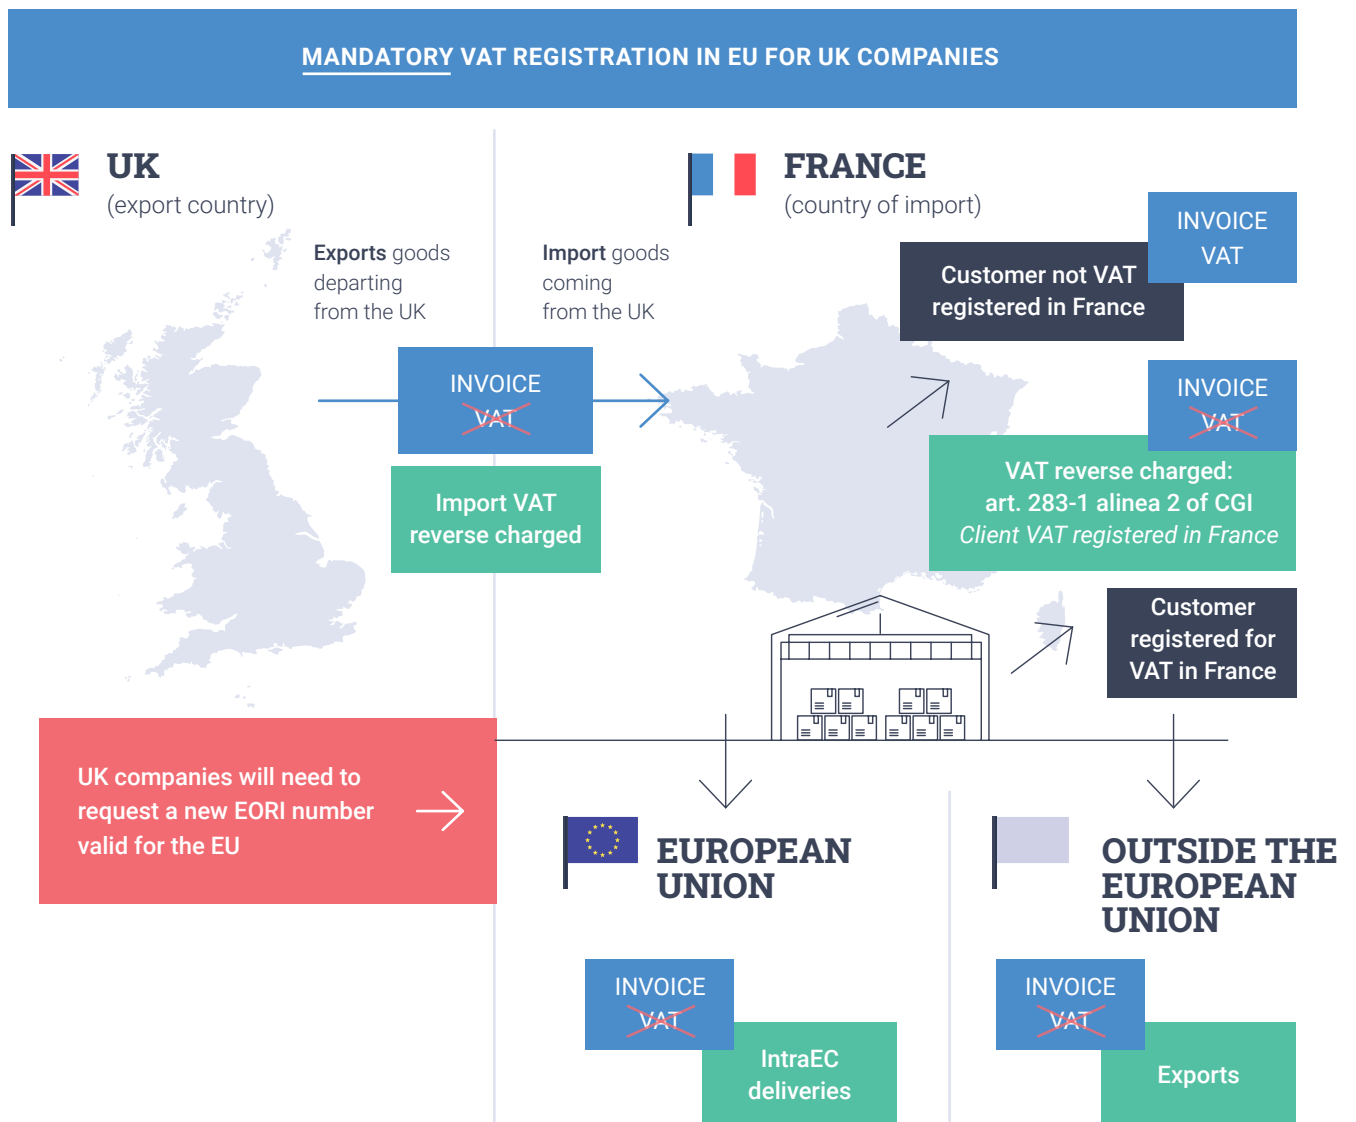 MANDATORY VAT REGISTRATION IN EU FOR UK COMPANIES
UK
(export country)
Exports goods
departing
from the UK
Import goods
coming
from the UK
INVOICE
VAT
Import VAT
reverse charged
FRANCE
(country of import)
INVOICE
VAT
Customer not VAT
registered in France
INVOICE
VAT
VAT reverse charged:
art. 283-1 alinea 2 of CGI
Client VAT registered in France
Customer
registered for
VAT in France
UK companies will need to
request a new EORI number
valid for the EU
EUROPEAN
UNION
INVOICE
VAT
IntraEC
deliveries
OUTSIDE THE
EUROPEAN
UNION
INVOICE
VAT
Exports